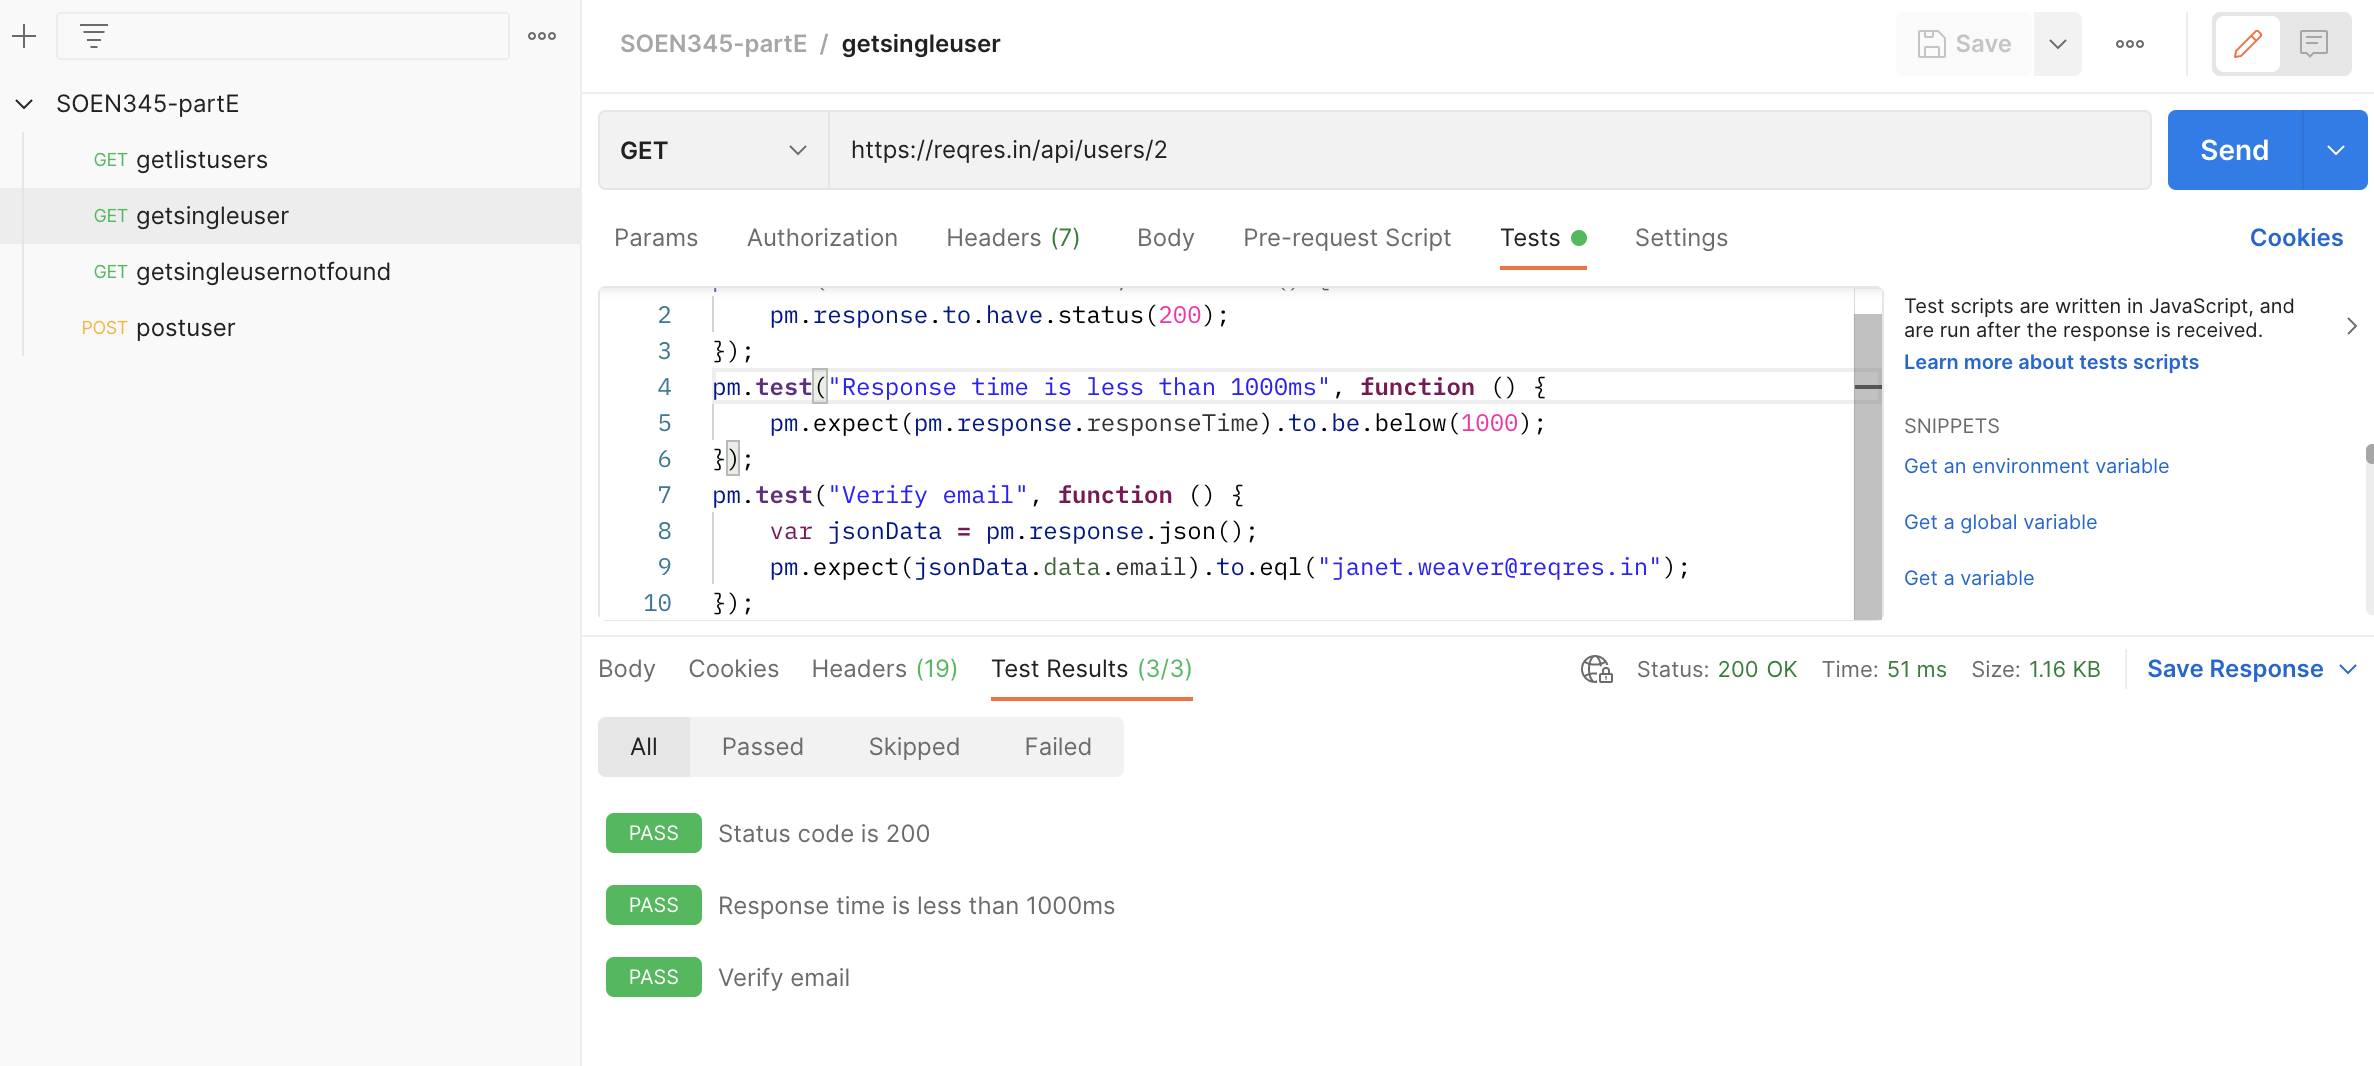 SOEN345-partE / getsingleuser
Save
SOEN345-partE
GET getlistusers
GET getsingleuser
GET getsingleusernotfound
POST postuser
GET
https://reqres.in/api/users/2
Send
Params Authorization Headers (7) Body Pre-request Script Tests Settings
Cookies
2 pm.response.to.have.status(200);
3 });
4 pm.test("Response time is less than 1000ms", function () {
5 pm.expect(pm.response.responseTime).to.be.below(1000);
6 });
7 pm.test("Verify email", function () {
8 var jsonData = pm.response.json();
9 pm.expect(jsonData.data.email).to.eql("janet.weaver@reqres.in");
10 });
Test scripts are written in JavaScript, and
are run after the response is received.
Learn more about tests scripts
SNIPPETS
Get an environment variable
Get a global variable
Get a variable
Body Cookies Headers (19) Test Results (3/3)
Status: 200 OK Time: 51 ms Size: 1.16 KB
Save Response
All Passed Skipped Failed
PASS Status code is 200
PASS Response time is less than 1000ms
PASS Verify email